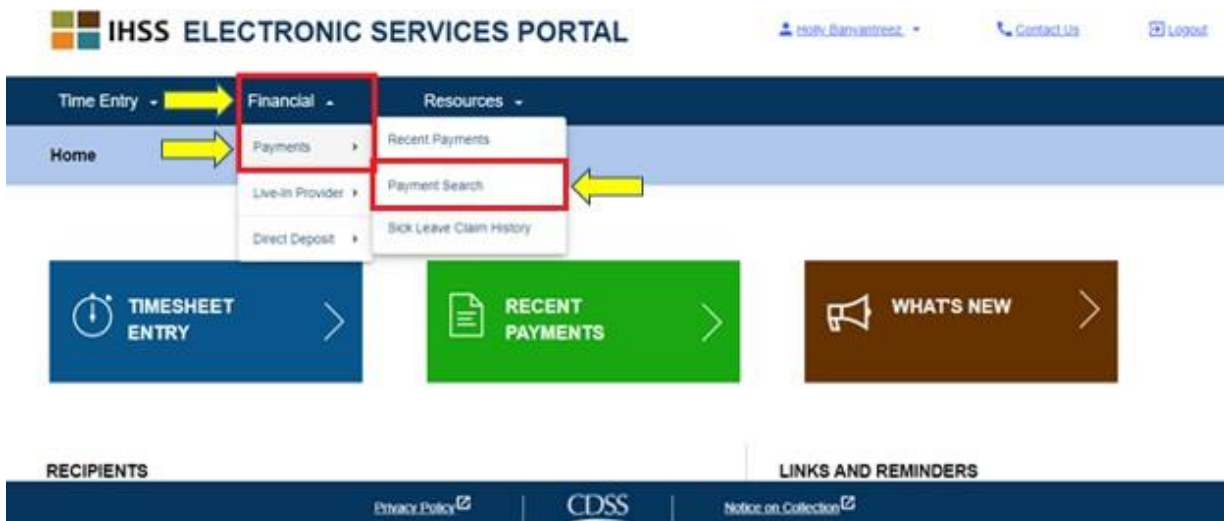 IHSS ELECTRONIC SERVICES PORTAL
Holly Banyantreez
Contact Us
Logout
Time Entry
Financial
Resources
Home
Payments
Recent Payments
Payment Search
Live-In Provider
Sick Leave Claim History
Direct Deposit
TIMESHEET
ENTRY
RECENT
PAYMENTS
WHAT'S NEW
RECIPIENTS
LINKS AND REMINDERS
Privacy Policy
CDSS
Notice on Collection